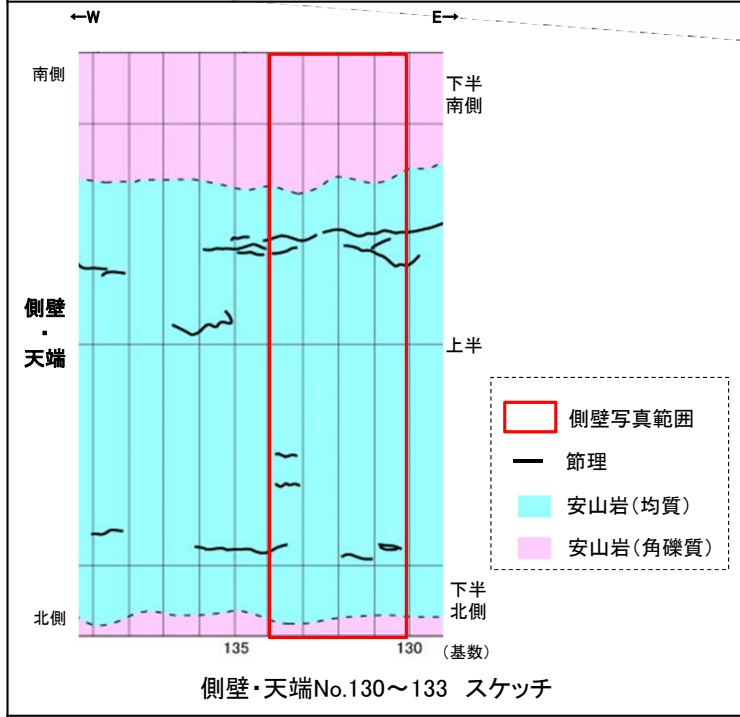 ←W
E→
南側
下半
南側
側壁
・
天端
上半
側壁写真範囲
節理
安山岩(均質)
安山岩(角礫質)
下半
北側
北側
135
130
(基数)
側壁・天端No.130～133 スケッチ